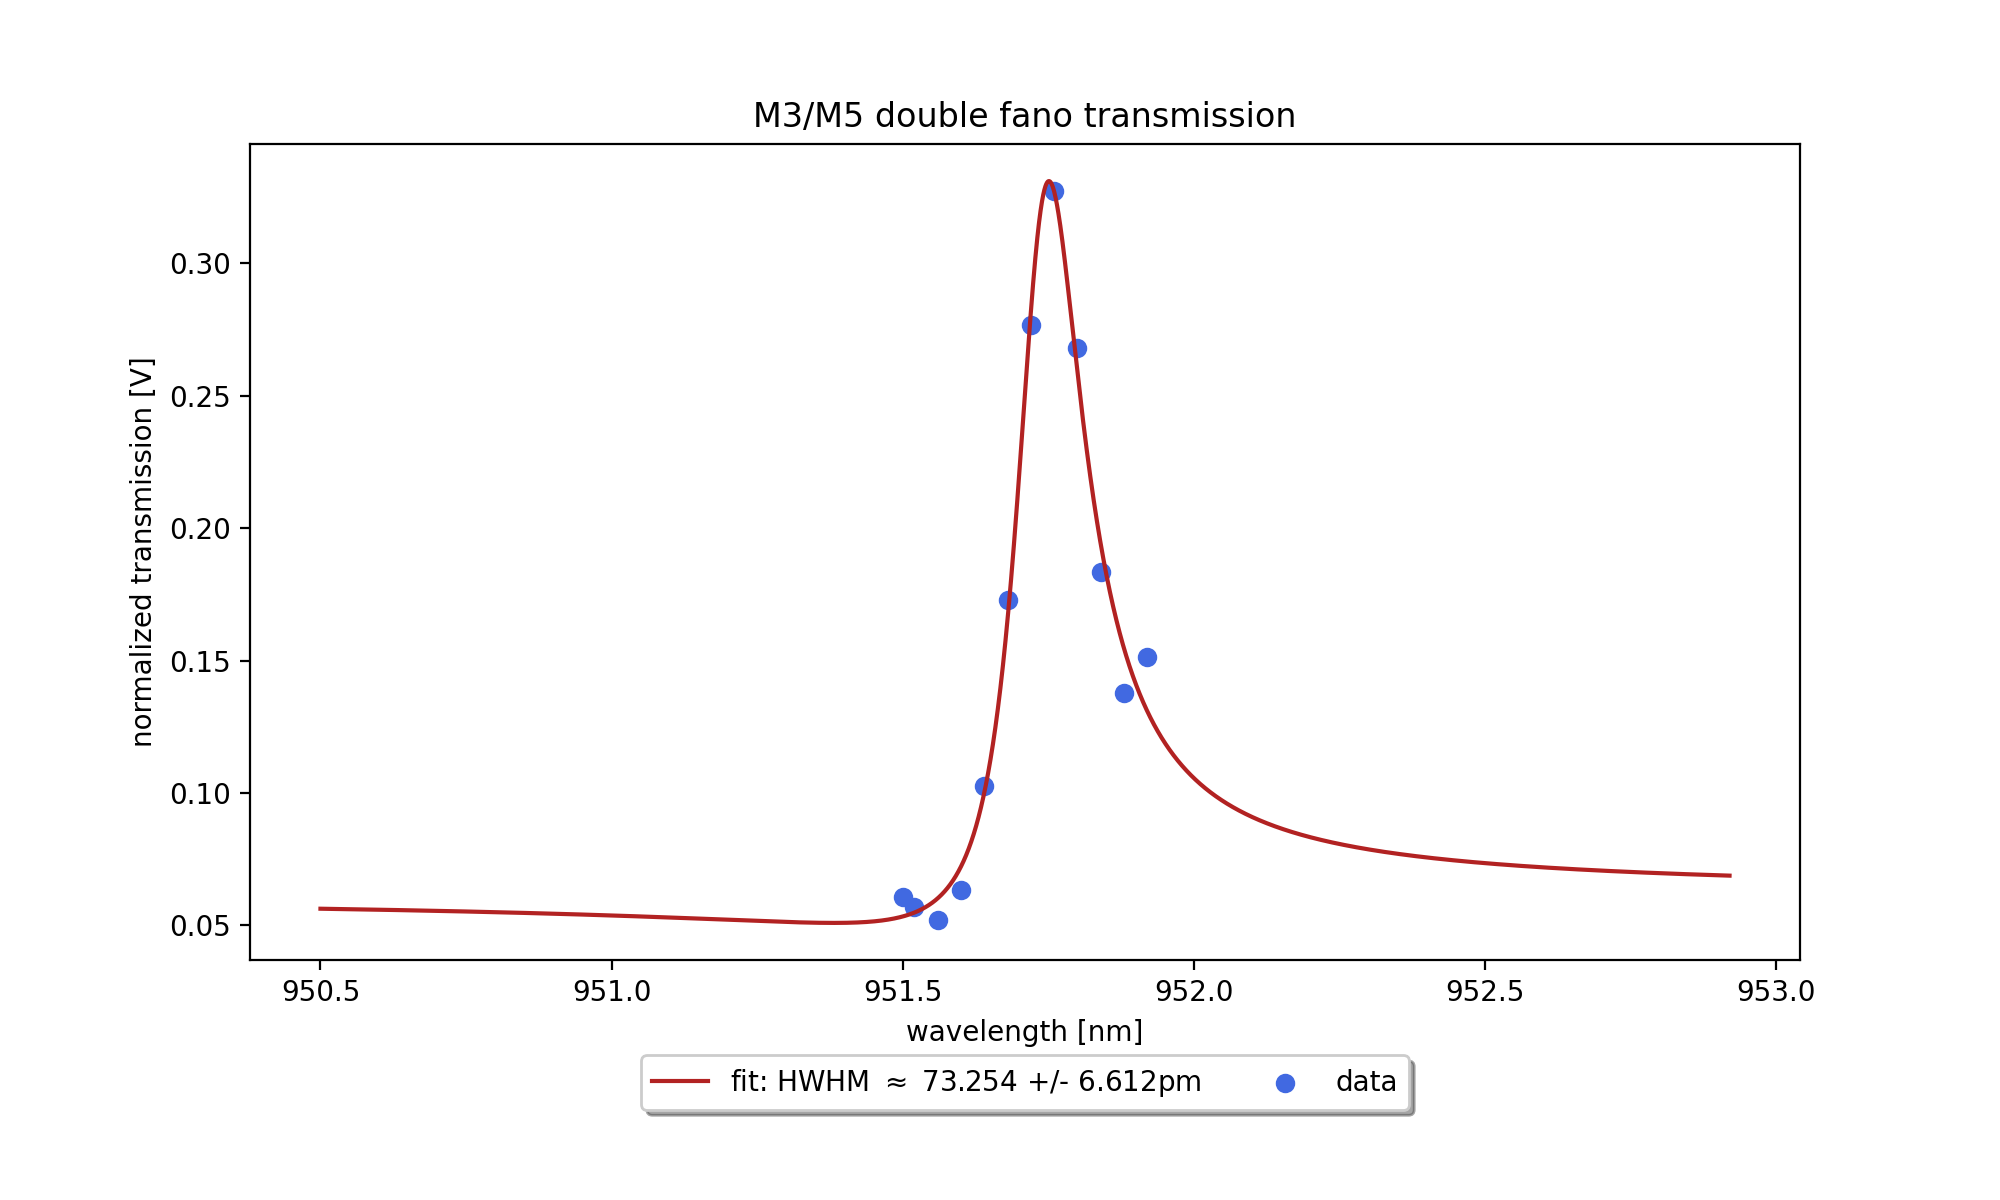 M3/M5 double fano transmission
normalized transmission [V]
0.30
0.25
0.20
0.15
0.10
0.05
950.5 951.0 951.5 952.0 952.5 953.0
wavelength [nm]
fit: HWHM ≈ 73.254 +/- 6.612pm data